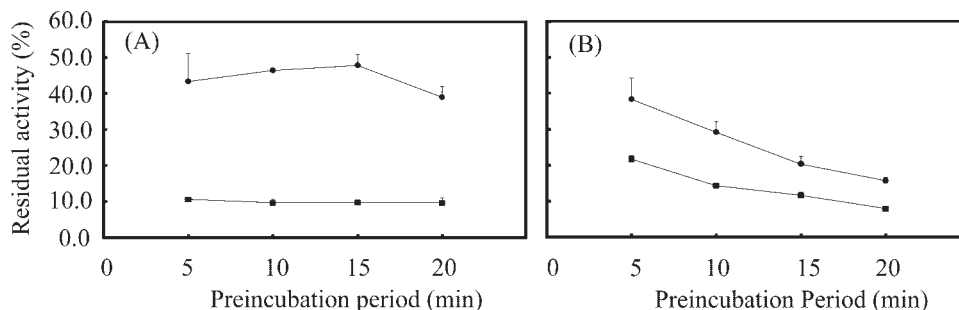 Residual activity (%)
60.0
50.0
40.0
30.0
20.0
10.0
0.0
(A)
0 5 10 15 20
Preincubation period (min)
(B)
0 5 10 15 20
Preincubation Period (min)